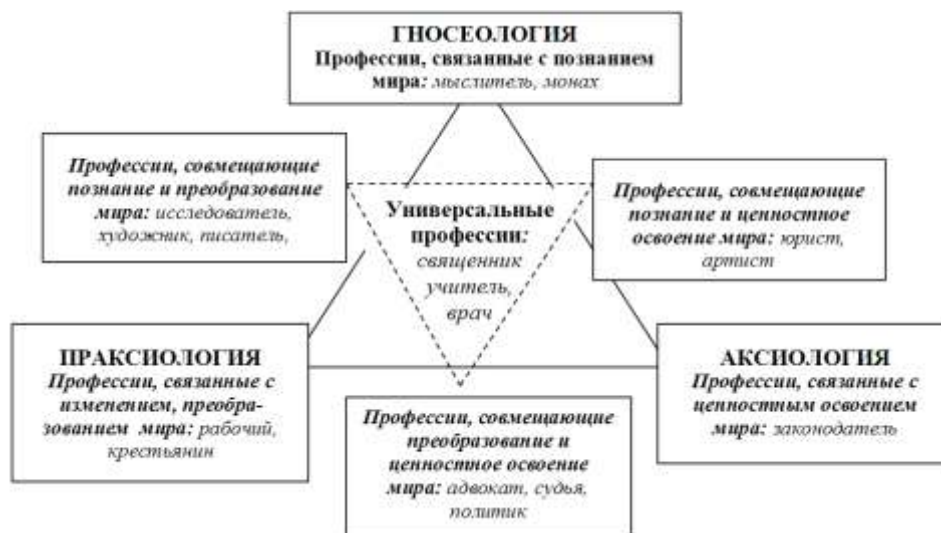 ГНОСЕОЛОГИЯ
Профессии, связанные с познанием
мира: мыслитель, монах
Профессии, совмещающие
познание и преобразование
мира: исследователь,
художник, писатель,
Универсальные
профессии:
священник
учитель,
врач
Профессии, совмещающие
познание и ценностное
освоение мира: юрист,
артист
ПРАКСИОЛОГИЯ
Профессии, связанные с
изменением, преобра-
зованием мира: рабочий,
крестьянин
Профессии, совмещающие
преобразование и
ценностное освоение
мира: адвокат, судья,
политик
АКСИОЛОГИЯ
Профессии, связанные с
ценностным освоением
мира: законодатель